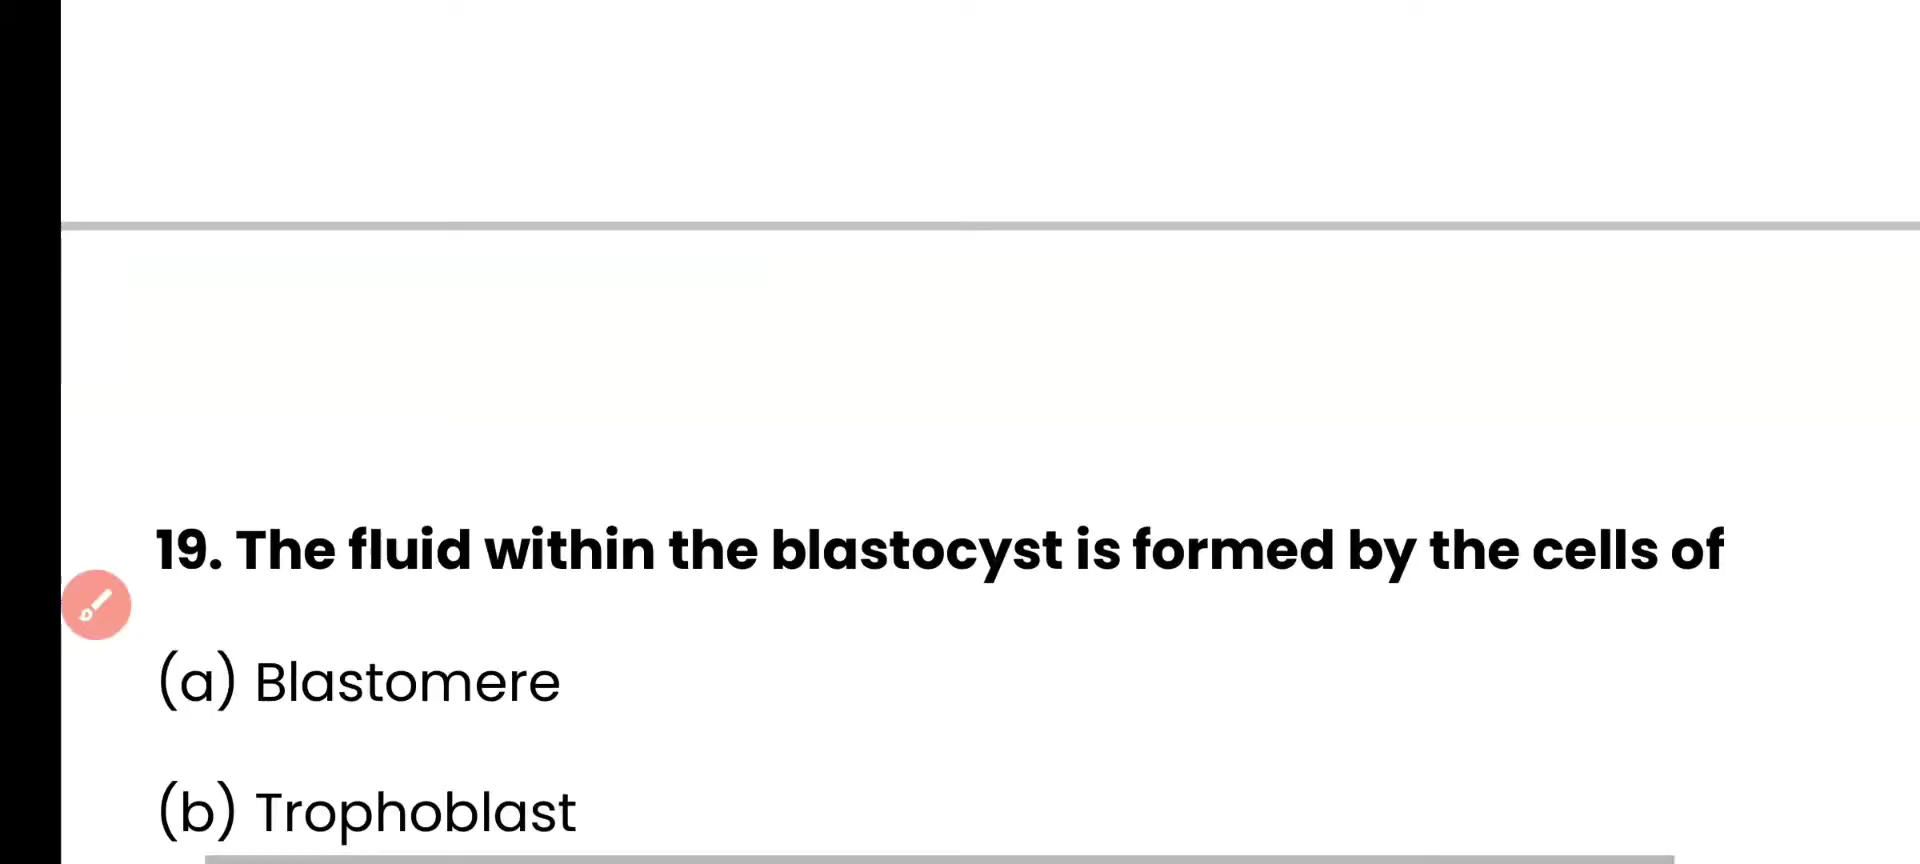 19. The fluid within the blastocyst is formed by the cells of
(a) Blastomere
(b) Trophoblast